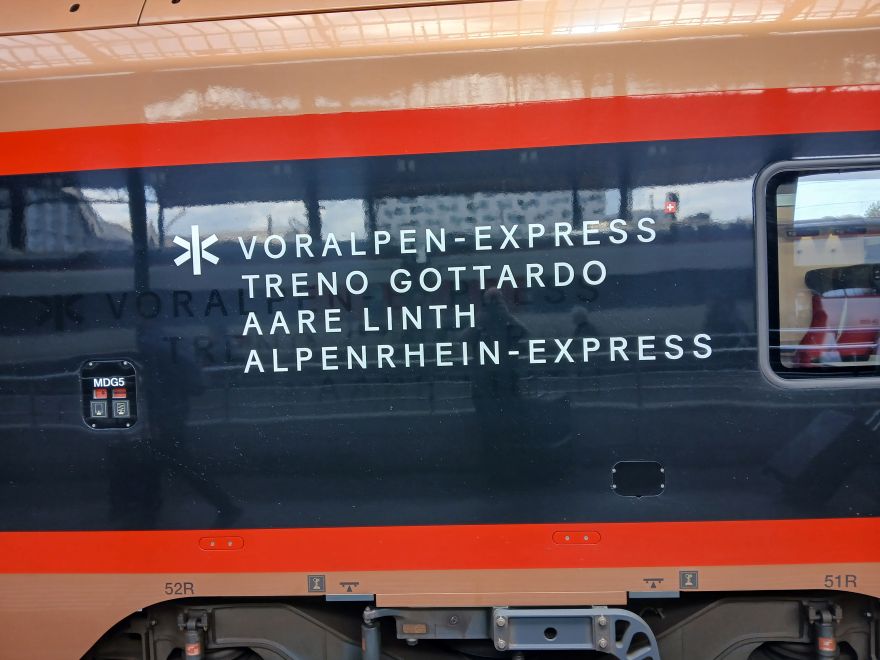 VORALPEN-EXPRESS
TRENO GOTTARDO
AARE LINTH
ALPENRHEIN-EXPRESS
MDG5
52R
51R